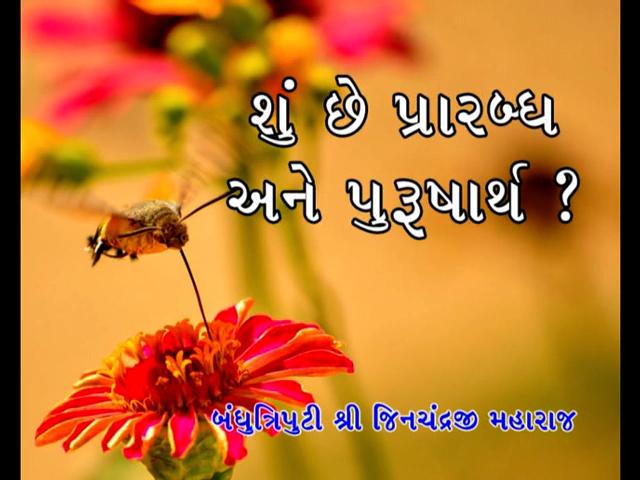 શું છે પ્રારબ્ધ
અને પુરૂષાર્થ ?
બંધુત્રિપુટી શ્રી જિનચંદ્રજી મહારાજ